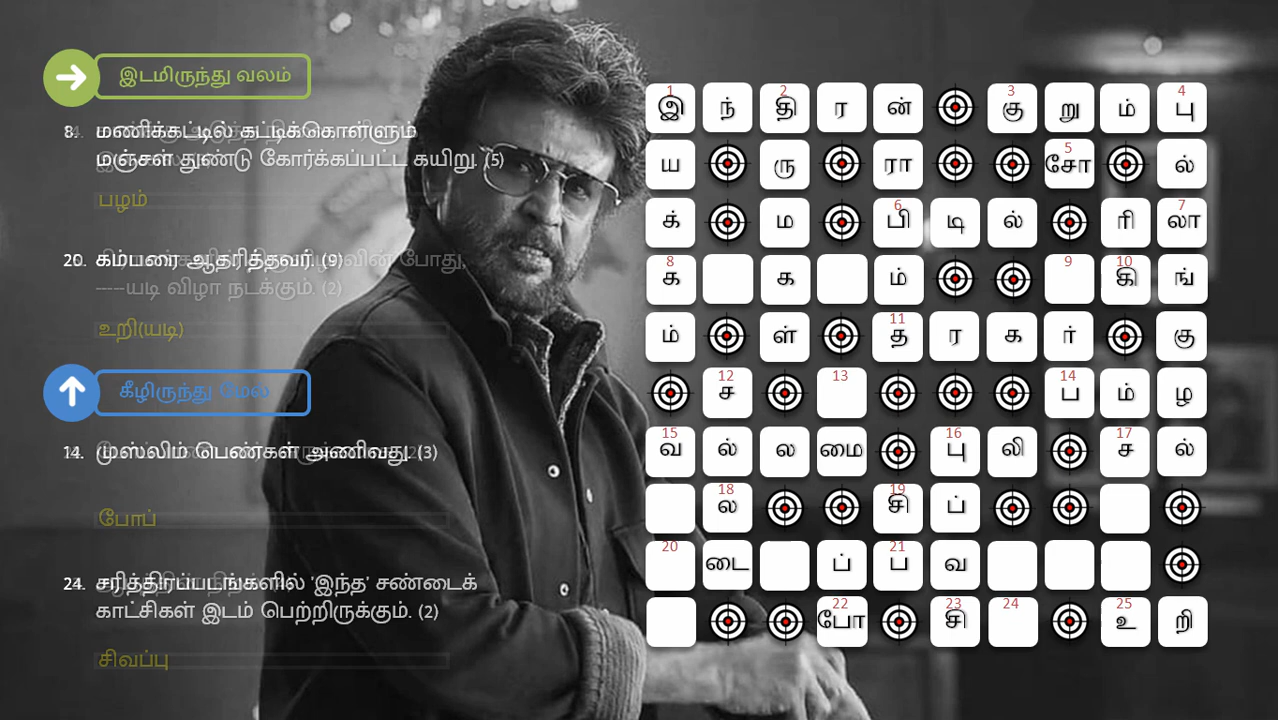 இடமிருந்து வலம்
8. மணிக்கட்டில் கட்டிக்கொள்ளும்
மஞ்சள் துண்டு கோர்க்கப்பட்ட கயிறு. (5)
பழம்
20. கிம்பரை ஆதரித்தவர். (9)
-----யடி விழா நடக்கும். (2)
உறி(யடி)
கீழிருந்து மேல்
14. முஸ்லிம் பெண்கள் அணிவது. (3)
போப்
24. சரித்திரப்படங்களில் 'இந்த' சண்டைக்
காட்சிகள் இடம் பெற்றிருக்கும். (2)
சிவப்பு
1 2 3 4
இ ந் தி ர ன் கு று ம் பு
5
ய ரு ரா சோ ல்
6 7
க் ம பி டி ல் ரி லா
8 9 10
க க ம் கி ங்
11
ம் ள் த ர க ர் கு
12 13 14
ச ப ம் ழ
15 16 17
வ ல் ல மை பு லி ச ல்
18 19
ல சி ப்
20 21
டை ப் ப வ
22 23 24 25
போ சி உ றி